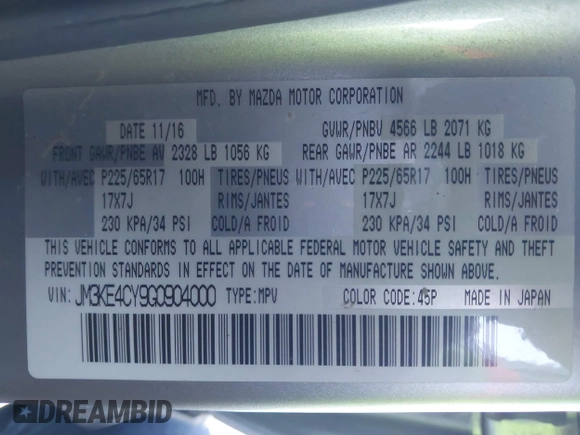 MFD. BY MAZDA MOTOR CORPORATION
DATE 11/16 GVWR/PNBV 4566 LB 2071 KG
FRONT GAWR/PNBE AV 2328 LB 1056 KG REAR GAWR/PNBE AR 2244 LB 1018 KG
WITH/AVEC P225/65R17 100H TIRES/PNEUS WITH/AVEC P225/65R17 100H TIRES/PNEUS
17X7J RIMS/JANTES 17X7J RIMS/JANTES
230 KPA/34 PSI COLD/A FROID 230 KPA/34 PSI COLD/A FROID
THIS VEHICLE CONFORMS TO ALL APPLICABLE FEDERAL MOTOR VEHICLE SAFETY AND THEFT
PREVENTION STANDARDS IN EFFECT ON THE DATE OF MANUFACTURE SHOWN ABOVE.
VIN: JM3KE4CY9G0904000 TYPE:MPV COLOR CODE:45P MADE IN JAPAN
DREAMBID